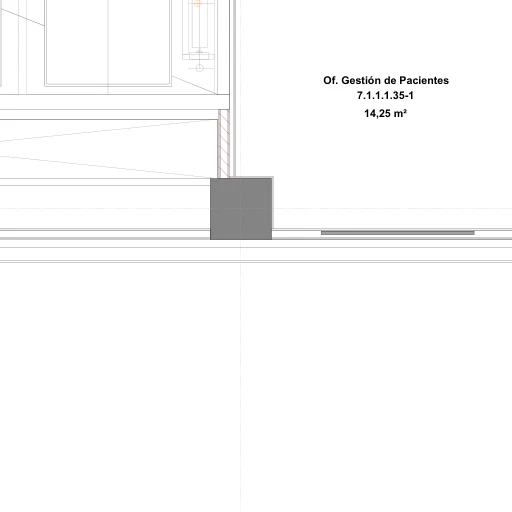 Of. Gestión de Pacientes
7.1.1.1.35-1
14,25 m²